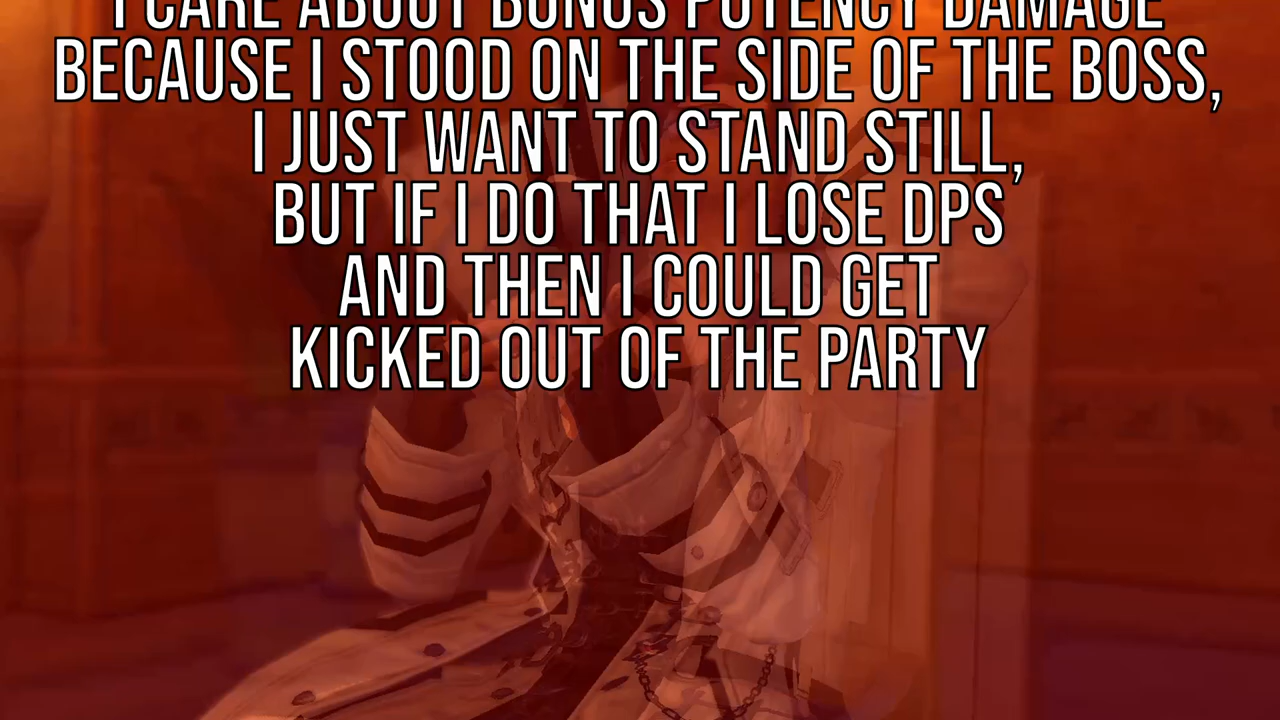 I CARE ABOUT BONUS POTENCY DAMAGE
BECAUSE I STOOD ON THE SIDE OF THE BOSS,
I JUST WANT TO STAND STILL,
BUT IF I DO THAT I LOSE DPS
AND THEN I COULD GET
KICKED OUT OF THE PARTY